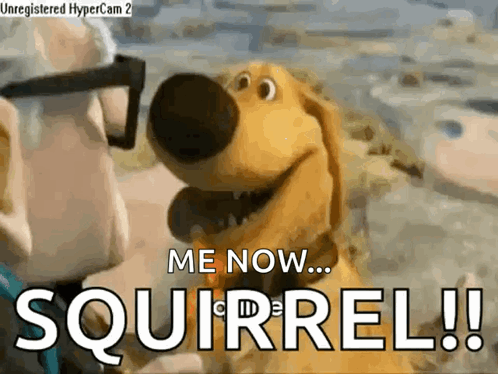 Unregistered HyperCam 2
ME NOW...
SQUIRREL!!